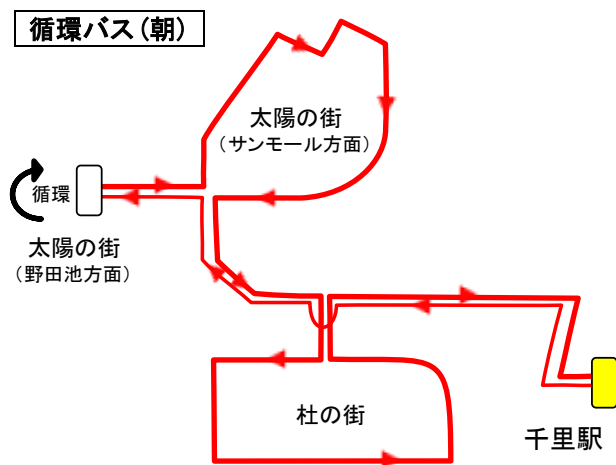 循環バス(朝)
太陽の街
(サンモール方面)
循環
太陽の街
(野田池方面)
杜の街
千里駅